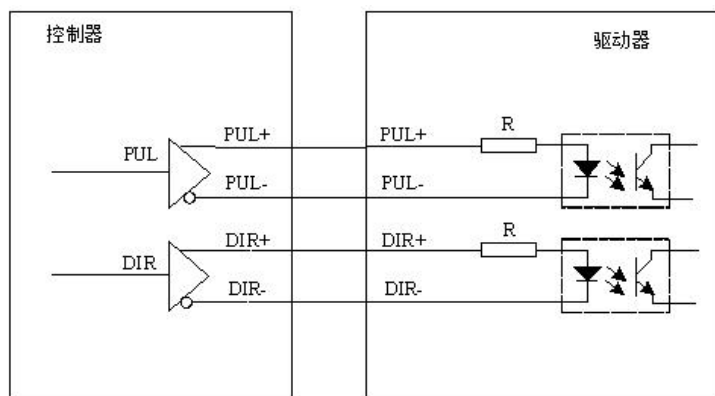 控制器
驱动器
PUL
PUL+
PUL+
R
PUL-
PUL-
DIR
DIR+
DIR+
R
DIR-
DIR-